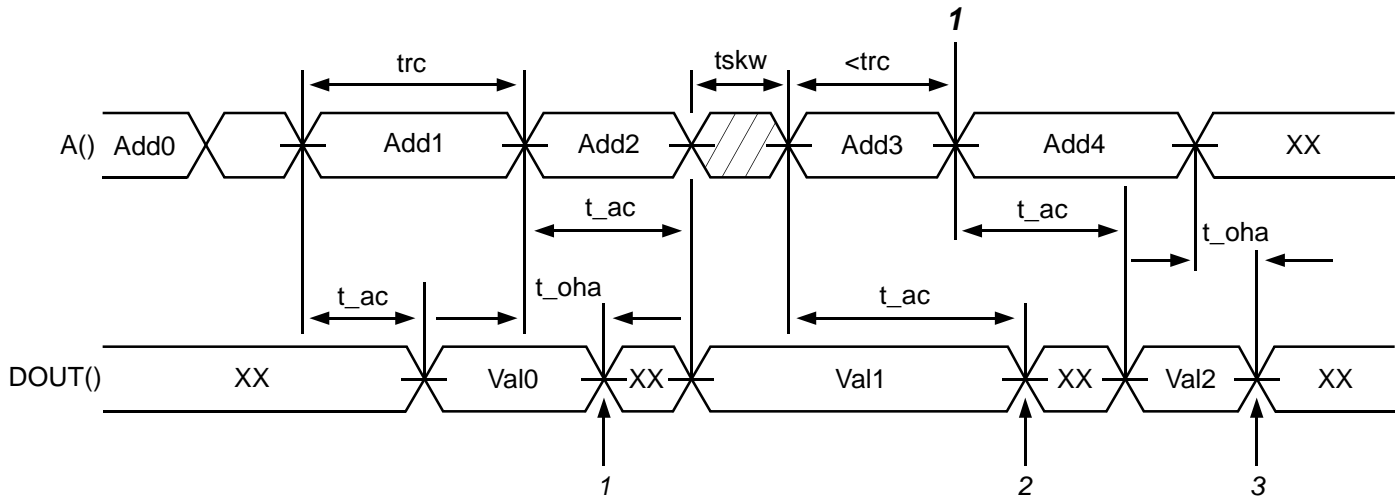 1
trc tskw <trc
A() Add0 Add1 Add2 Add3 Add4 XX
t_ac t_ac t_oha
t_ac t_oha t_ac
DOUT() XX Val0 XX Val1 XX Val2 XX
1 2 3